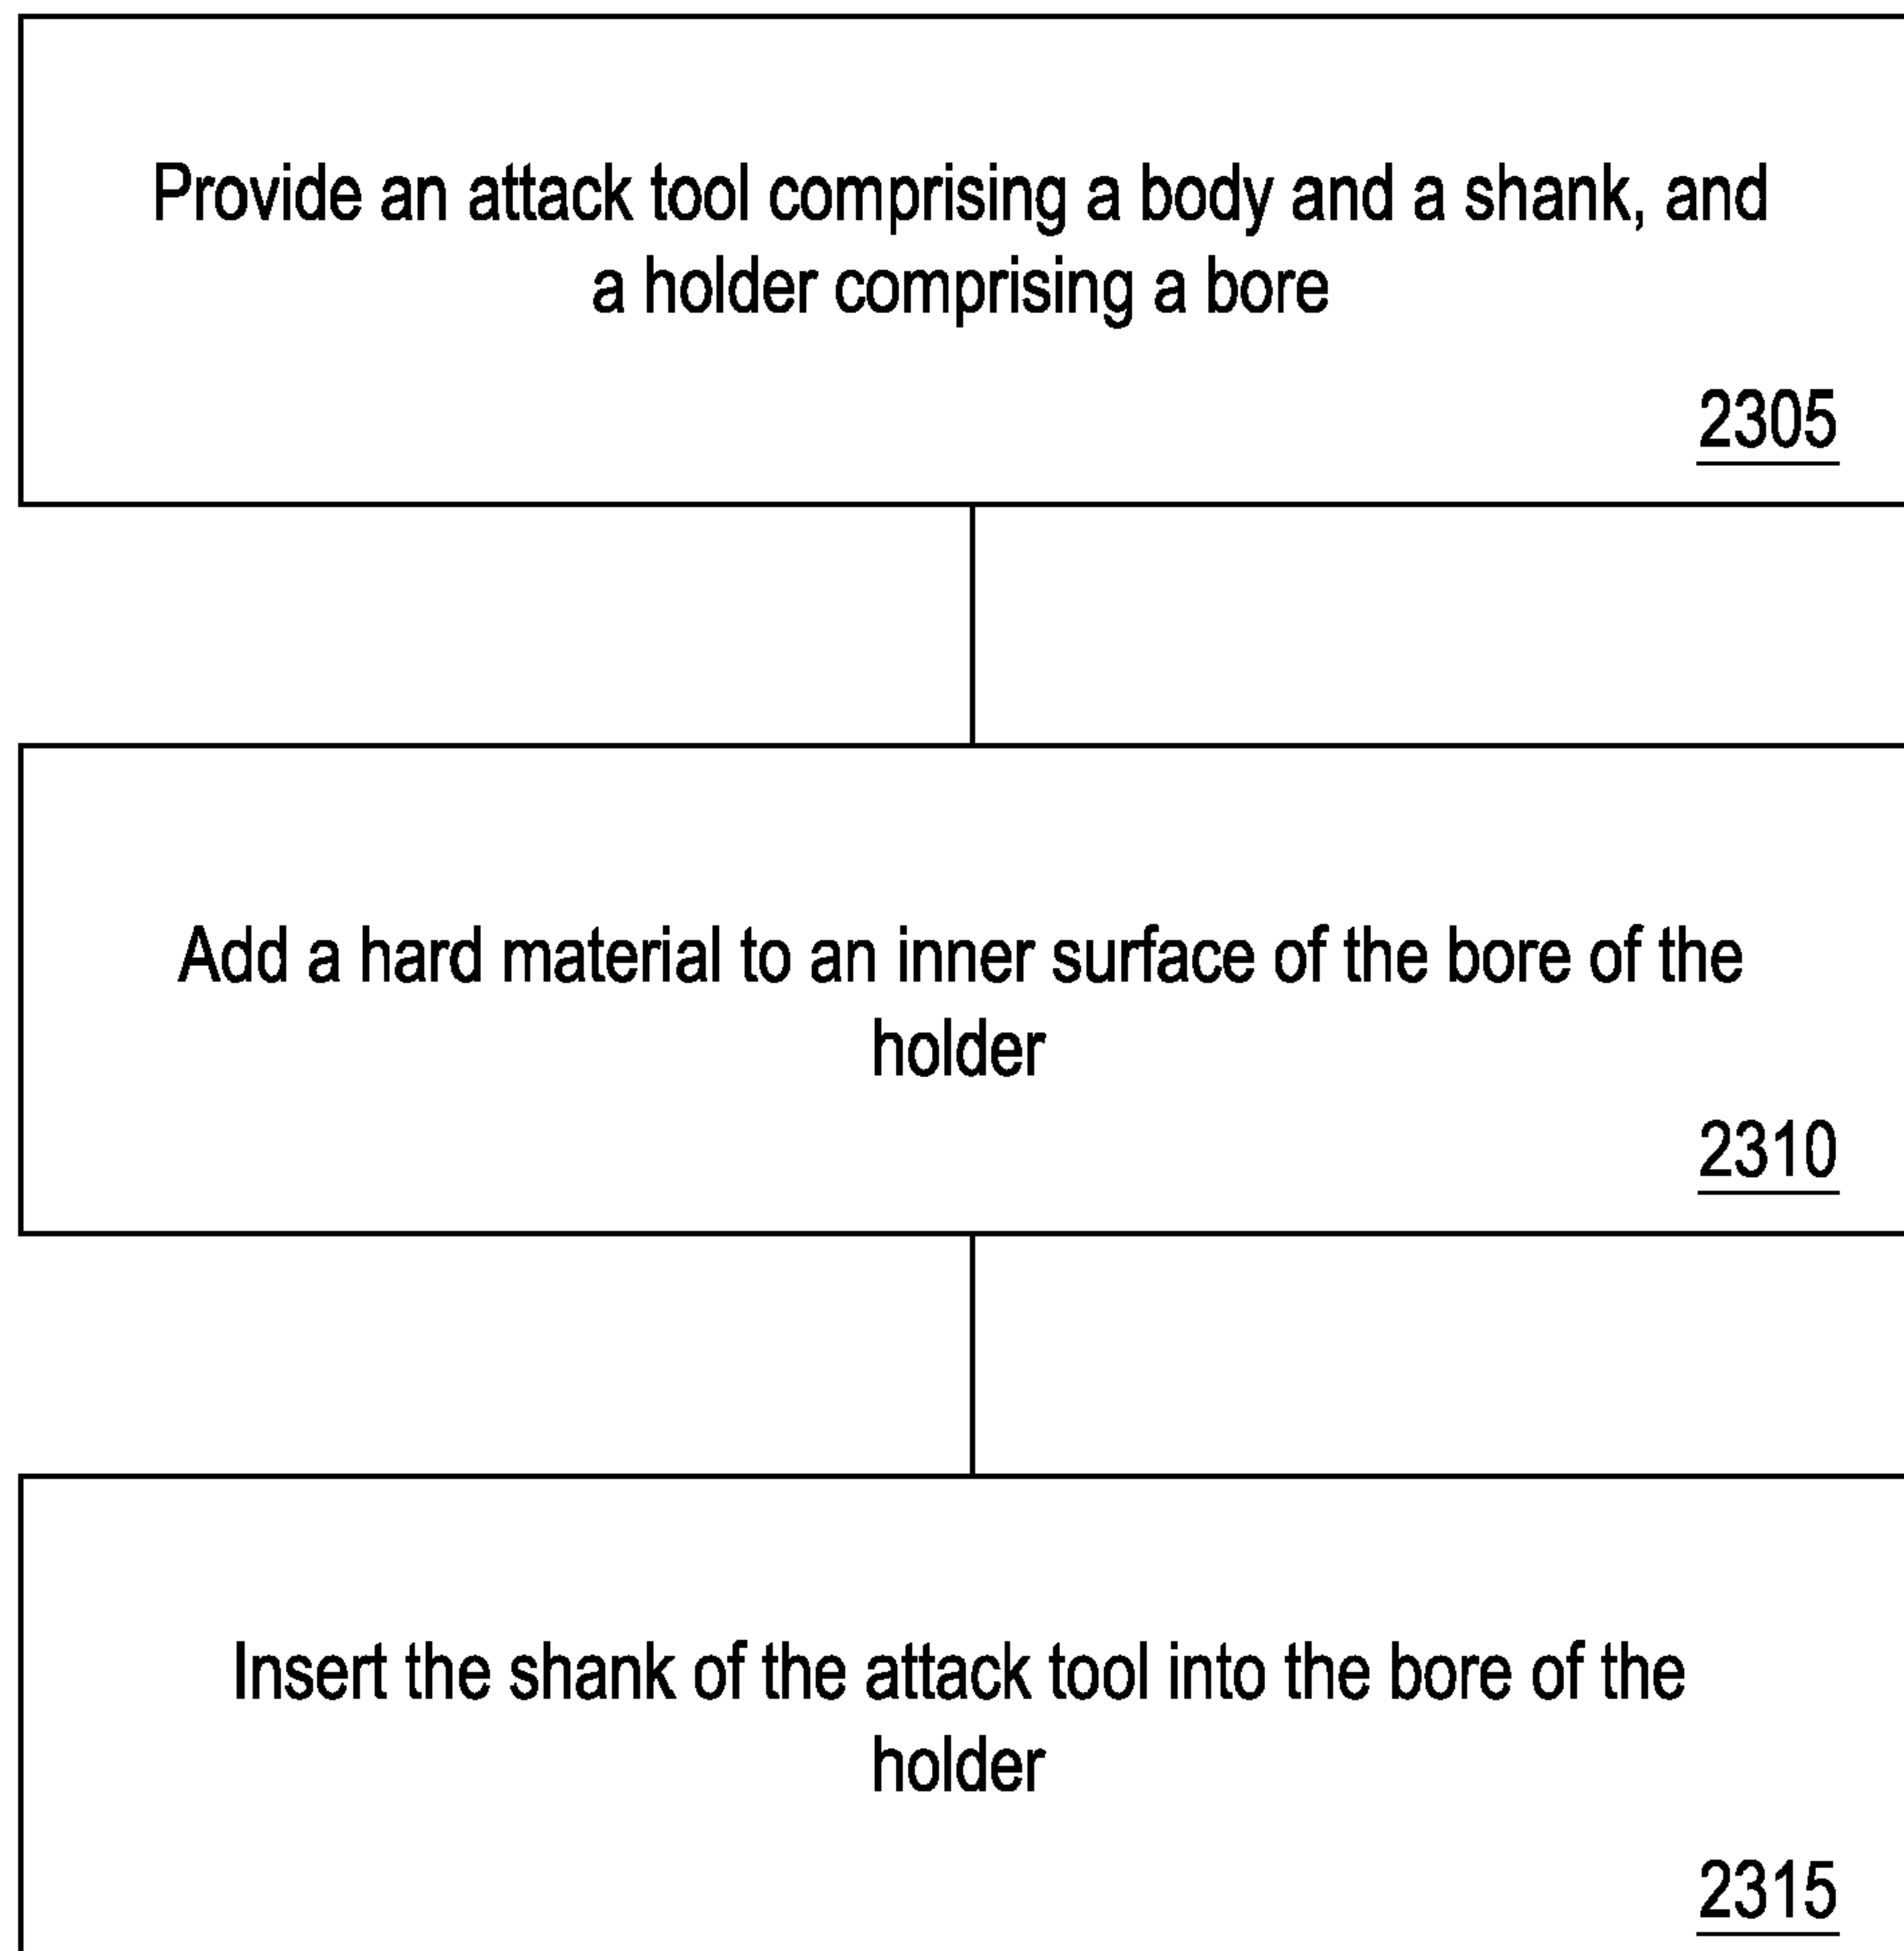 Provide an attack tool comprising a body and a shank, and
a holder comprising a bore
2305
Add a hard material to an inner surface of the bore of the
holder
2310
Insert the shank of the attack tool into the bore of the
holder
2315